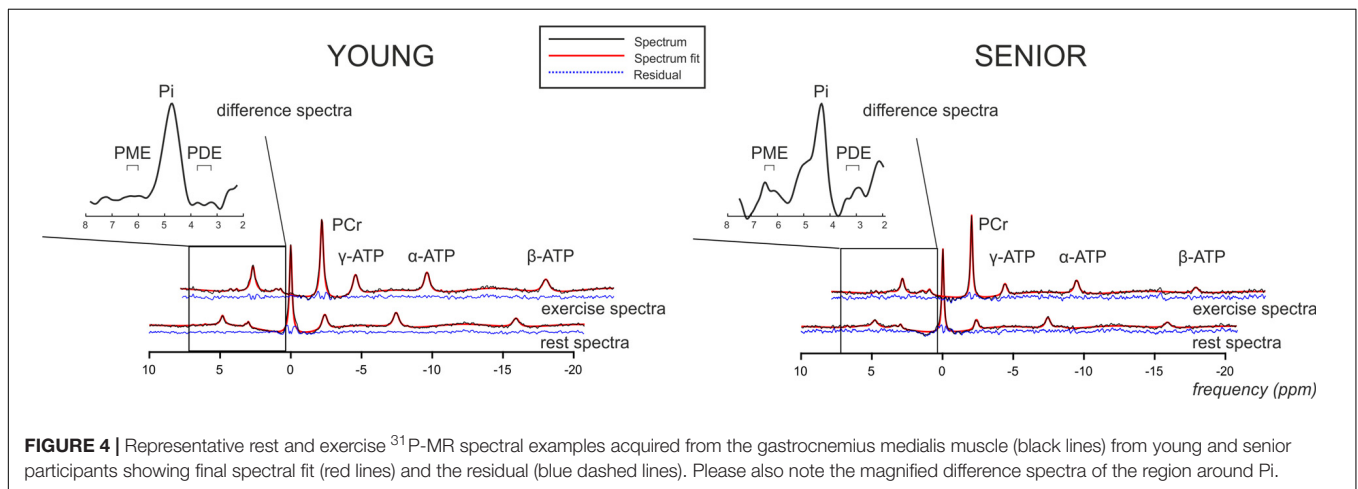 YOUNG
Spectrum
Spectrum fit
Residual
SENIOR
Pi
difference spectra
PME
PDE
8 7 6 5 4 3 2
PCr
γ-ATP
α-ATP
β-ATP
exercise spectra
rest spectra
10 5 0 -5 -10 -15 -20
Pi
difference spectra
PME
PDE
8 7 6 5 4 3 2
PCr
γ-ATP
α-ATP
β-ATP
exercise spectra
rest spectra
10 5 0 -5 -10 -15 -20
frequency (ppm)
FIGURE 4 | Representative rest and exercise ³¹P-MR spectral examples acquired from the gastrocnemius medialis muscle (black lines) from young and senior
participants showing final spectral fit (red lines) and the residual (blue dashed lines). Please also note the magnified difference spectra of the region around Pi.